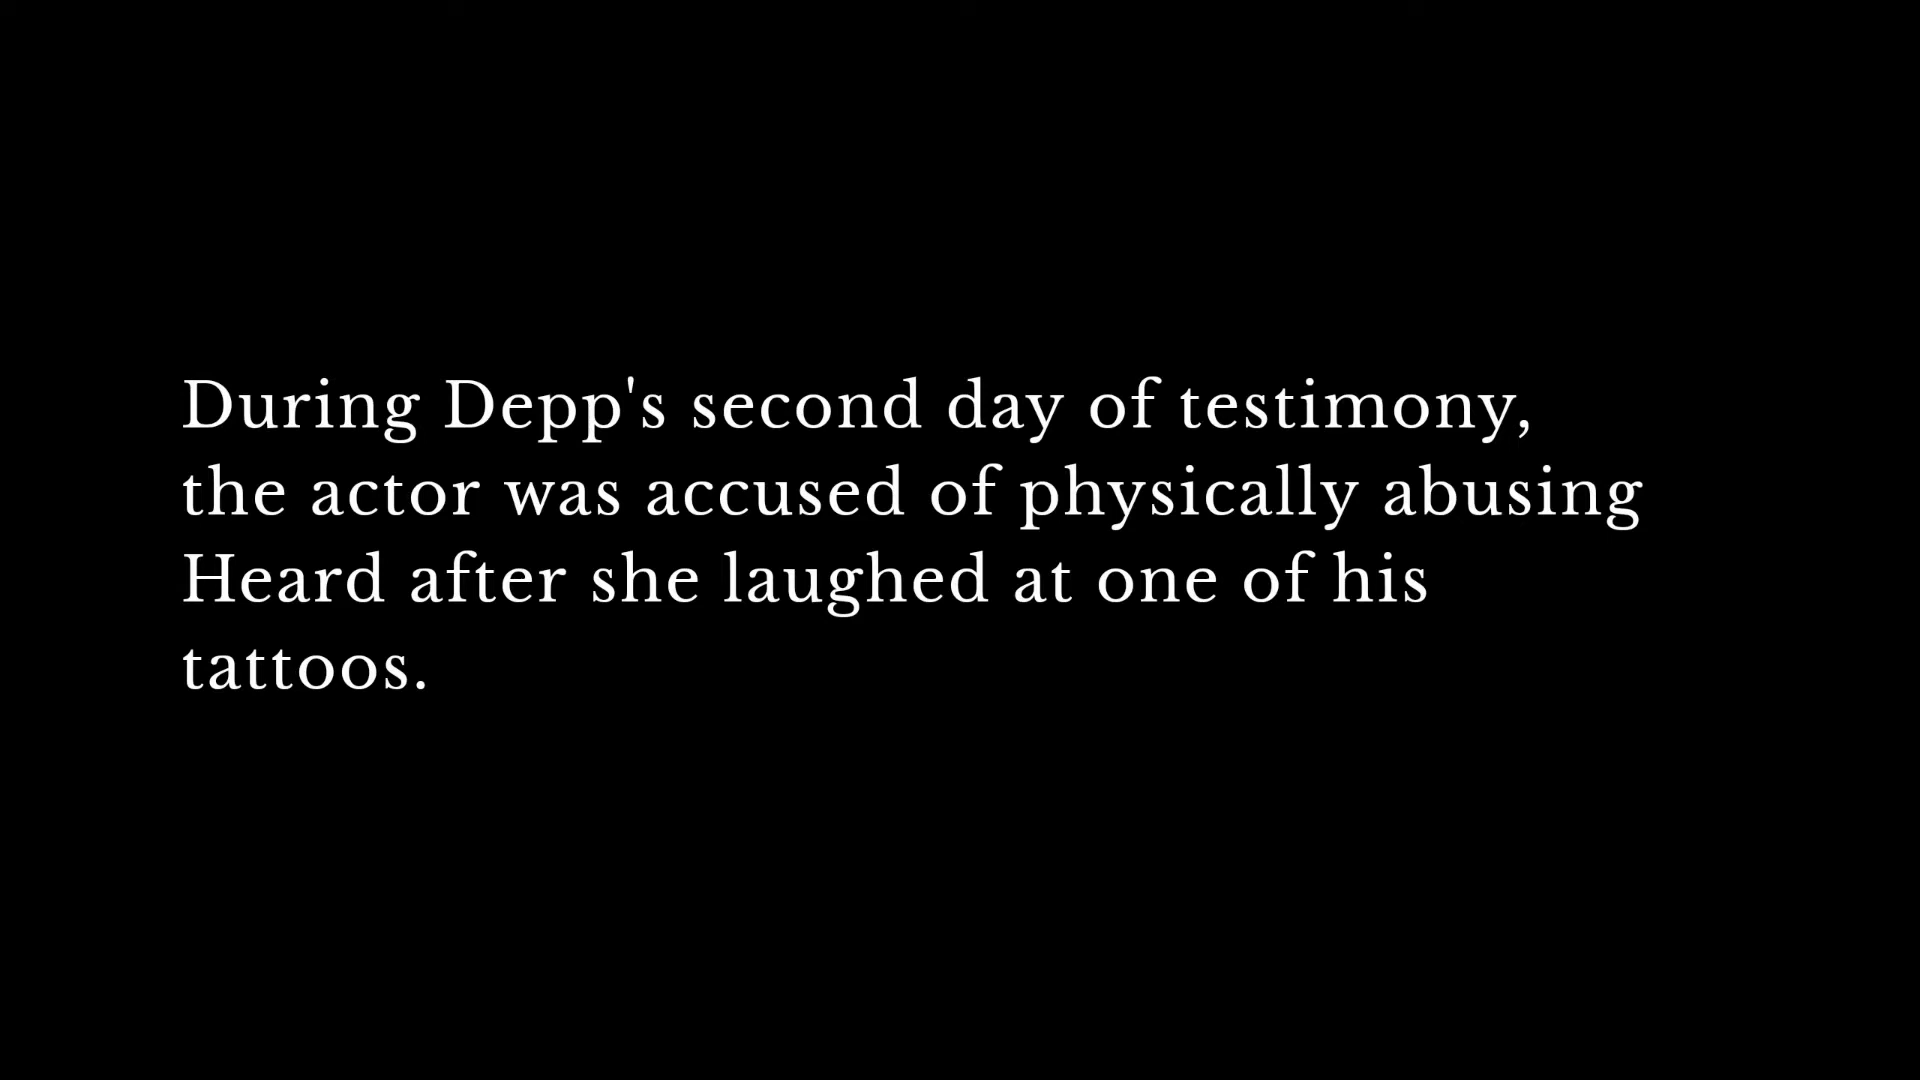 During Depp's second day of testimony,
the actor was accused of physically abusing
Heard after she laughed at one of his
tattoos.